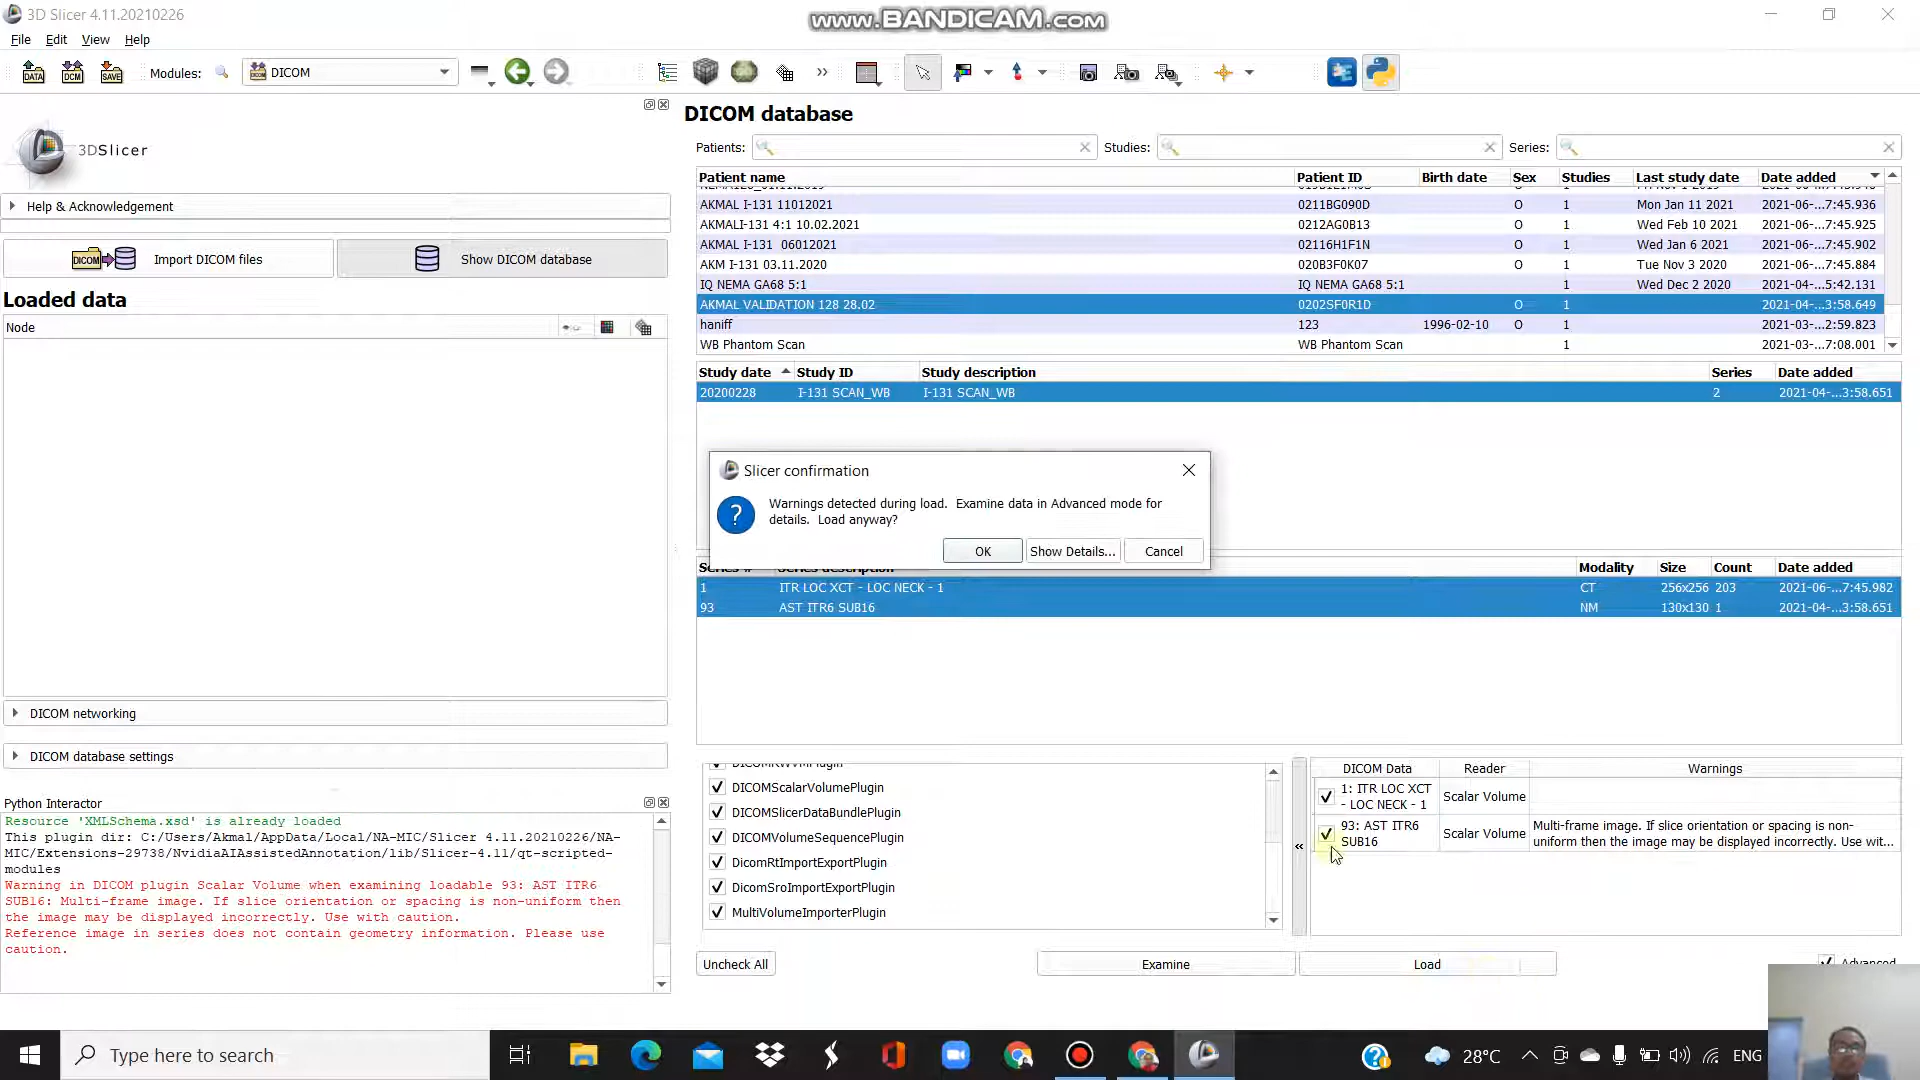 3D Slicer 4.11.20210226
WWW.BANDICAM.COM
File Edit View Help
DATA DCM SAVE Modules: DICOM
DICOM database
3DSlicer
Patients: Studies: Series:
Help & Acknowledgement
DICOM Import DICOM files Show DICOM database
Loaded data
Node
Patient name Patient ID Birth date Sex Studies Last study date Date added
AKMAL I-131 11012021 0211BG090D O 1 Mon Jan 11 2021 2021-06-...7:45.936
AKMALI-131 4:1 10.02.2021 0212AG0B13 O 1 Wed Feb 10 2021 2021-06-...7:45.925
AKMAL I-131 06012021 02116H1F1N O 1 Wed Jan 6 2021 2021-06-...7:45.902
AKM I-131 03.11.2020 020B3F0K07 O 1 Tue Nov 3 2020 2021-06-...7:45.884
IQ NEMA GA68 5:1 IQ NEMA GA68 5:1 1 Wed Dec 2 2020 2021-06-...5:42.131
AKMAL VALIDATION 128 28.02 0202SF0R1D O 1 2021-04-...3:58.649
haniff 123 1996-02-10 O 1 2021-03-...2:59.823
WB Phantom Scan WB Phantom Scan 1 2021-03-...7:08.001
Study date Study ID Study description Series Date added
20200228 I-131 SCAN_WB I-131 SCAN_WB 2 2021-04-...3:58.651
Slicer confirmation
Warnings detected during load. Examine data in Advanced mode for
details. Load anyway?
OK Show Details... Cancel
Series # Series description Modality Size Count Date added
1 ITR LOC XCT - LOC NECK - 1 CT 256x256 203 2021-06-...7:45.982
93 AST ITR6 SUB16 NM 130x130 1 2021-04-...3:58.651
DICOM networking
DICOM database settings
Python Interactor
Resource 'XMLSchema.xsd' is already loaded
This plugin dir: C:/Users/Akmal/AppData/Local/NA-MIC/Slicer 4.11.20210226/NA-
MIC/Extensions-29738/NvidiaAIAssistedAnnotation/lib/Slicer-4.11/qt-scripted-
modules
Warning in DICOM plugin Scalar Volume when examining loadable 93: AST ITR6
SUB16: Multi-frame image. If slice orientation or spacing is non-uniform then
the image may be displayed incorrectly. Use with caution.
Reference image in series does not contain geometry information. Please use
caution.
DICOMScalarVolumePlugin
DICOMSlicerDataBundlePlugin
DICOMVolumeSequencePlugin
DicomRtImportExportPlugin
DicomSroImportExportPlugin
MultiVolumeImporterPlugin
DICOM Data Reader Warnings
1: ITR LOC XCT
- LOC NECK - 1 Scalar Volume
93: AST ITR6
SUB16 Scalar Volume Multi-frame image. If slice orientation or spacing is non-
uniform then the image may be displayed incorrectly. Use wit...
Uncheck All Examine Load Advanced
Type here to search 28°C ENG